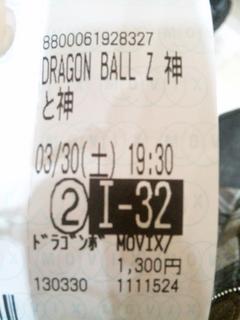 8800061928327
DRAGON BALL Z 神
と神
03/30(土) 19:30
② I-32
ﾄﾞﾗｺﾞﾝﾎﾞ MOVIX/
1,300円
130330 1111524